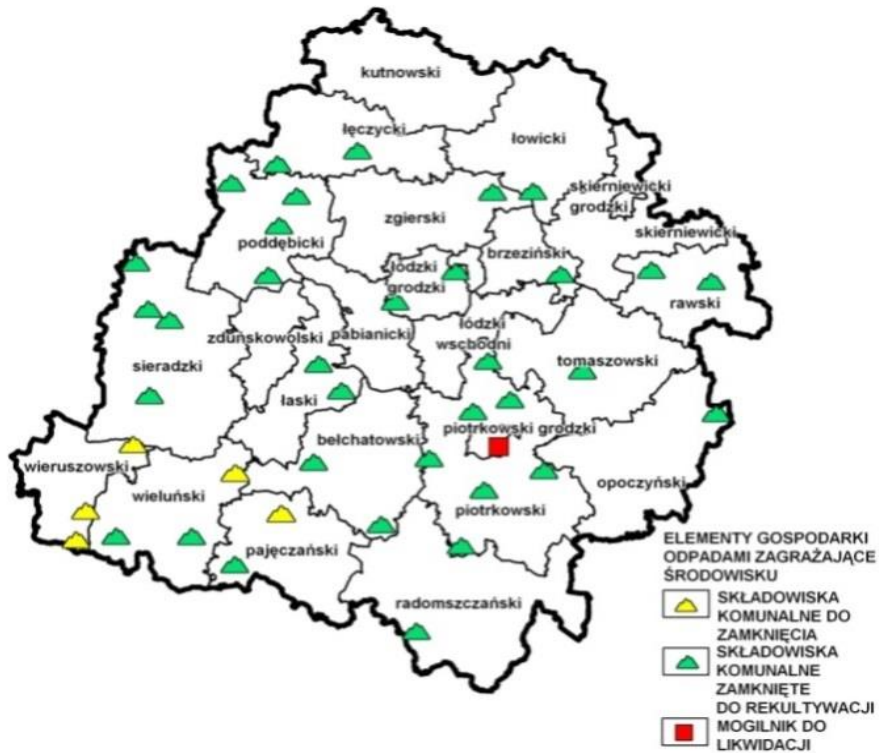 kutnowski
łęczycki
łowicki
skierniewicki
grodzki
zgierski
skierniewicki
poddębicki
brzeziński
łódzki
grodzki
rawski
zduńskowolski
pabianicki
łódzki
wschodni
sieradzki
tomaszowski
łaski
piotrkowski grodzki
bełchatowski
wieruszowski
opoczyński
wieluński
piotrkowski
pajęczański
radomszczański
ELEMENTY GOSPODARKI
ODPADAMI ZAGRAŻAJĄCE
ŚRODOWISKU
SKŁADOWISKA
KOMUNALNE DO
ZAMKNIĘCIA
SKŁADOWISKA
KOMUNALNE
ZAMKNIĘTE
DO REKULTYWACJI
MOGILNIK DO
LIKWIDACJI